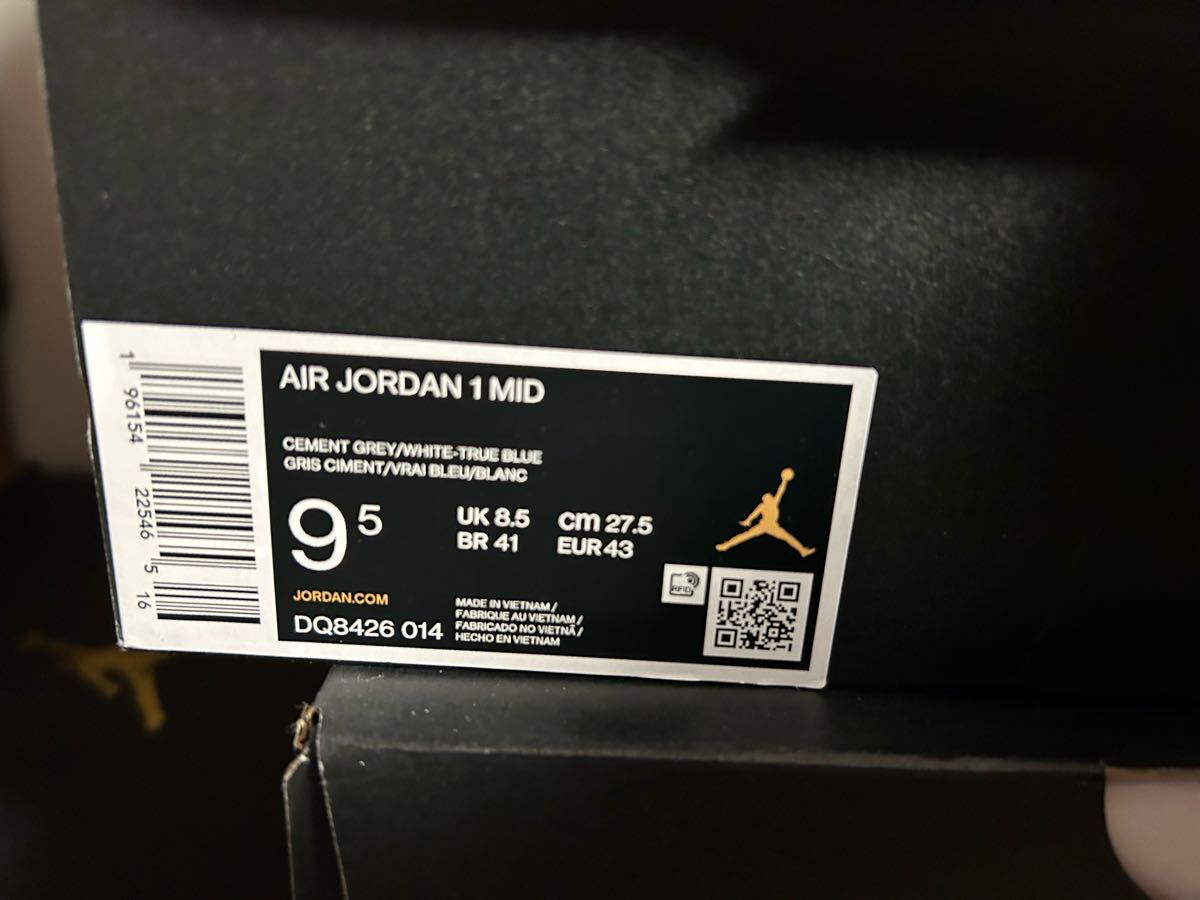 AIR JORDAN 1 MID
CEMENT GREY/WHITE-TRUE BLUE
GRIS CIMENT/VRAI BLEU/BLANC
9 5
UK 8.5 cm 27.5
BR 41 EUR 43
JORDAN.COM
DQ8426 014
MADE IN VIETNAM/
FABRIQUE AU VIETNAM/
FABRICADO NO VIETNÃ/
HECHO EN VIETNAM
RFID
1 96154 22546 5 16